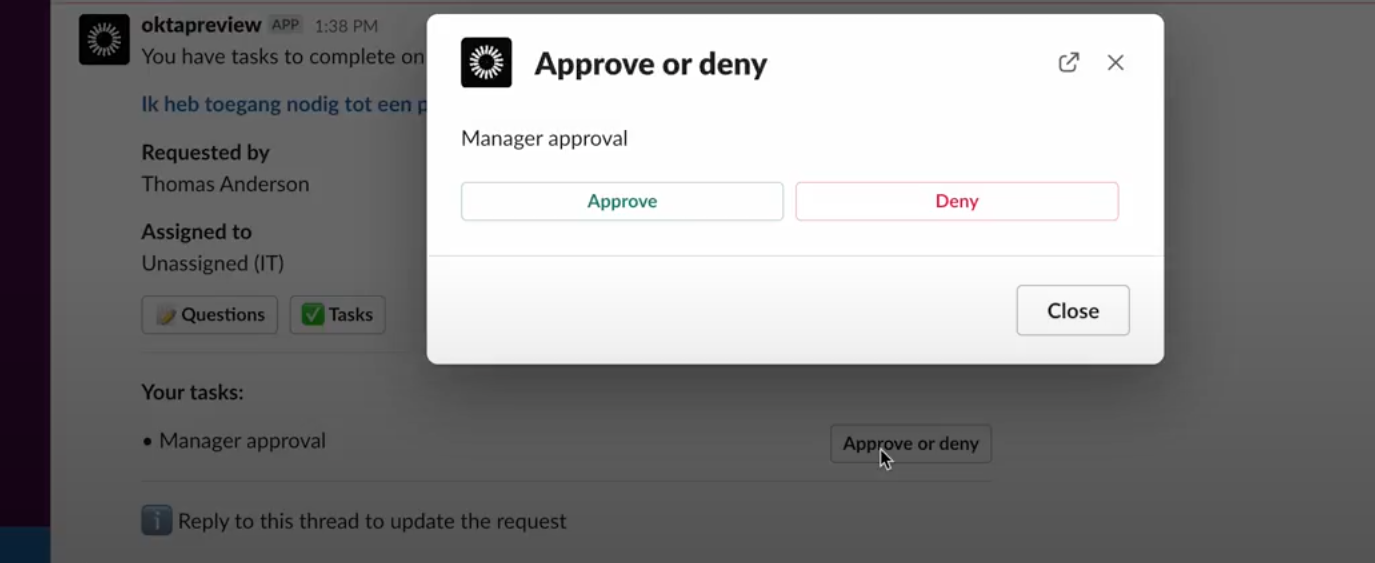 oktapreview APP 1:38 PM
You have tasks to complete on
Ik heb toegang nodig tot een
Requested by
Thomas Anderson
Assigned to
Unassigned (IT)
Questions Tasks
Your tasks:
• Manager approval
Approve or deny
Reply to this thread to update the request
Approve or deny
Manager approval
Approve Deny
Close